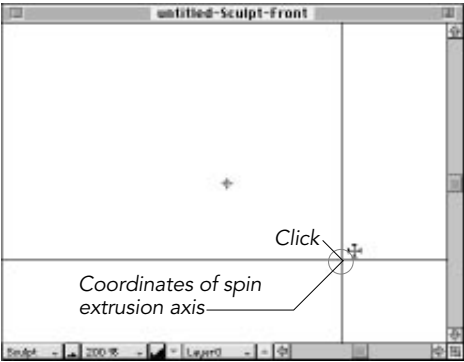 untitled-Sculpt-Front
Click
Coordinates of spin
extrusion axis
Sculpt 200 % Layer0